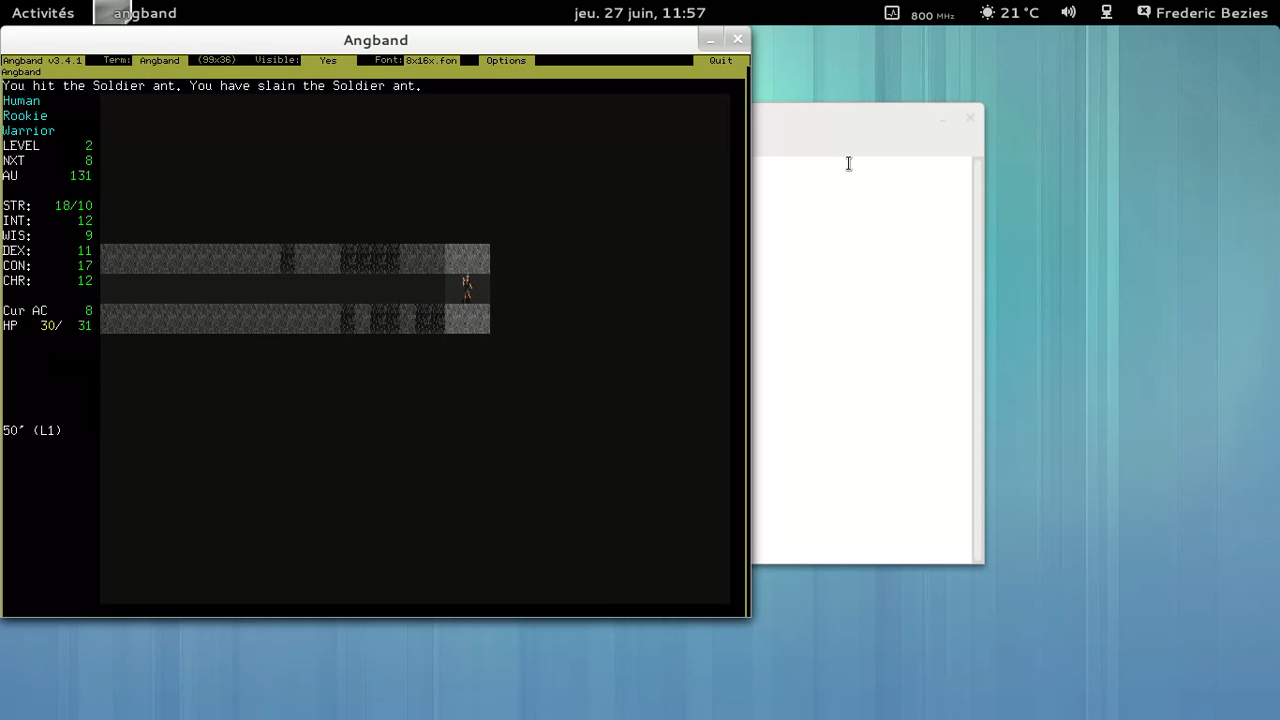 Activités
angband
jeu. 27 juin, 11:57
800 MHz
21 °C
Frederic Bezies
Angband
Angband v3.4.1 Term: Angband (99x36) Visible: Yes Font: 8x16x.fon Options Quit
Angband
You hit the Soldier ant. You have slain the Soldier ant.
Human
Rookie
Warrior
LEVEL 2
NXT 8
AU 131
STR: 18/10
INT: 12
WIS: 9
DEX: 11
CON: 17
CHR: 12
Cur AC 8
HP 30/ 31
50' (L1)